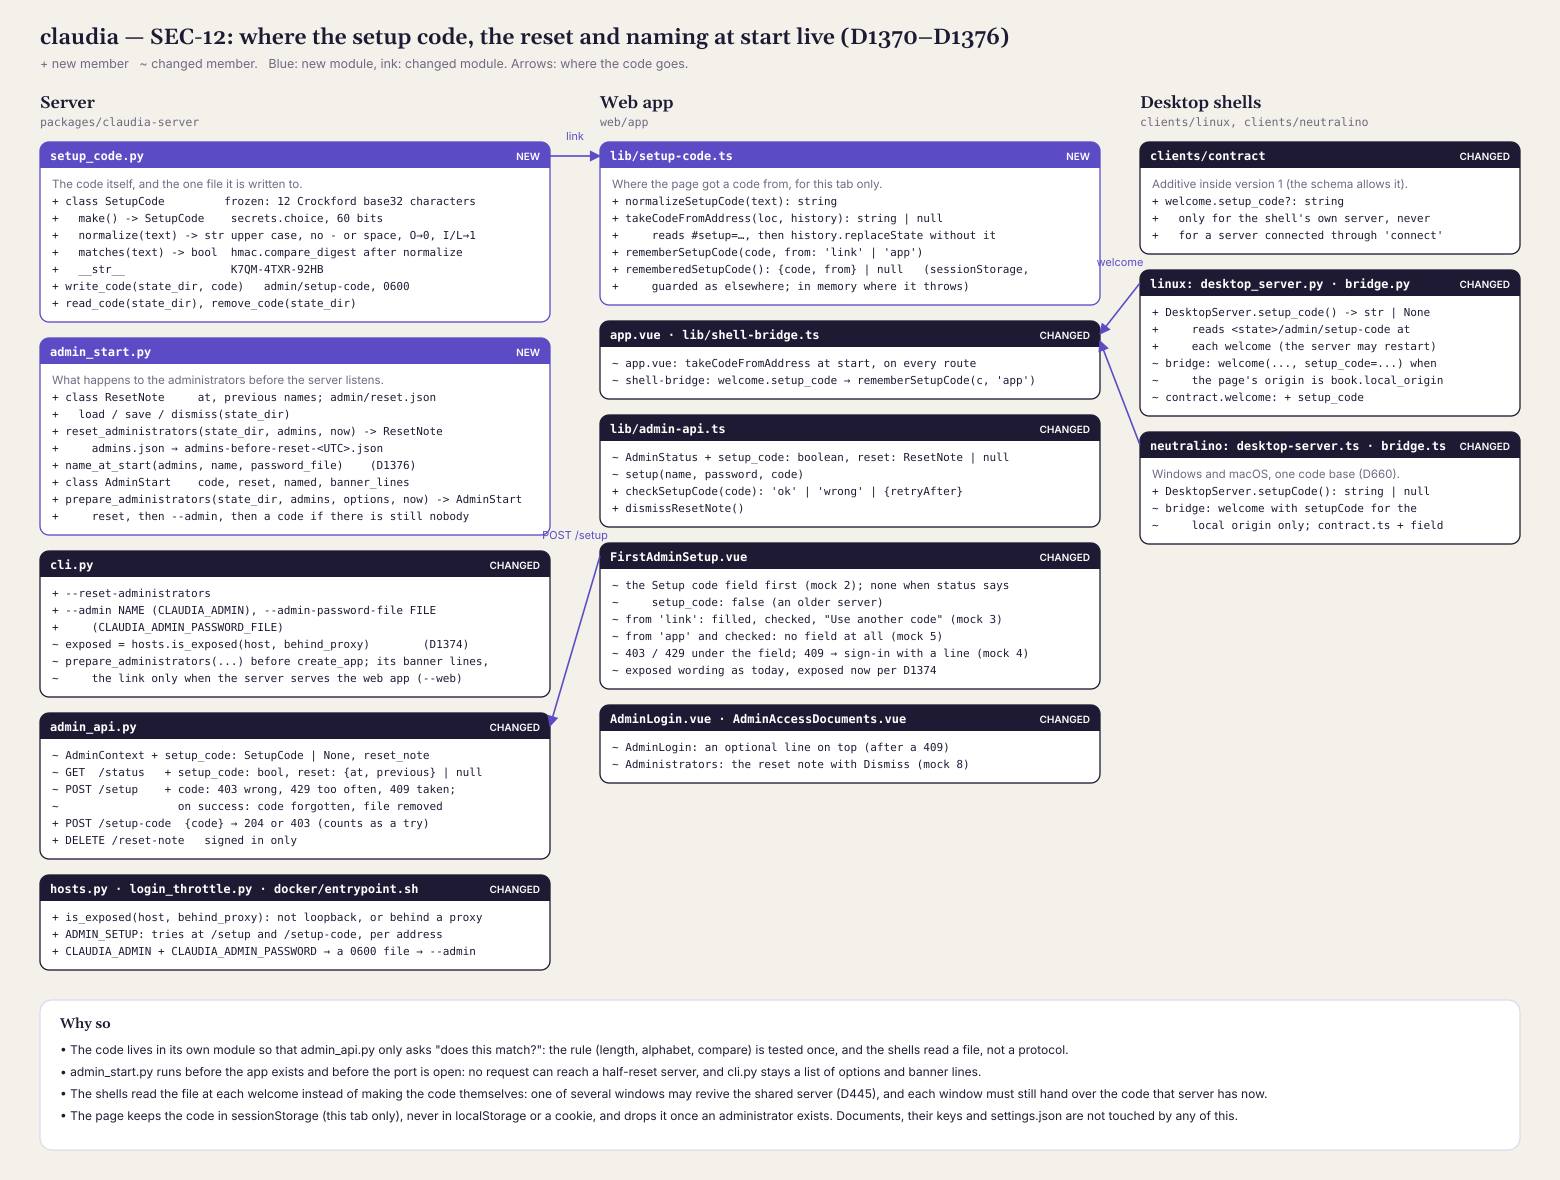 claudia — SEC-12: where the setup code, the reset and naming at start live (D1370–D1376)
+ new member   ~ changed member.   Blue: new module, ink: changed module. Arrows: where the code goes.
Server
packages/claudia-server
setup_code.py NEW
The code itself, and the one file it is written to.
+ class SetupCode         frozen: 12 Crockford base32 characters
+   make() -> SetupCode    secrets.choice, 60 bits
+   normalize(text) -> str upper case, no - or space, O→0, I/L→1
+   matches(text) -> bool  hmac.compare_digest after normalize
+   __str__                K7QM-4TXR-92HB
+ write_code(state_dir, code)   admin/setup-code, 0600
+ read_code(state_dir), remove_code(state_dir)
admin_start.py NEW
What happens to the administrators before the server listens.
+ class ResetNote     at, previous names; admin/reset.json
+   load / save / dismiss(state_dir)
+ reset_administrators(state_dir, admins, now) -> ResetNote
+     admins.json → admins-before-reset-<UTC>.json
+ name_at_start(admins, name, password_file)    (D1376)
+ class AdminStart    code, reset, named, banner_lines
+ prepare_administrators(state_dir, admins, options, now) -> AdminStart
+     reset, then --admin, then a code if there is still nobody
cli.py CHANGED
+ --reset-administrators
+ --admin NAME (CLAUDIA_ADMIN), --admin-password-file FILE
+     (CLAUDIA_ADMIN_PASSWORD_FILE)
~ exposed = hosts.is_exposed(host, behind_proxy)        (D1374)
~ prepare_administrators(...) before create_app; its banner lines,
~     the link only when the server serves the web app (--web)
admin_api.py CHANGED
~ AdminContext + setup_code: SetupCode | None, reset_note
~ GET  /status   + setup_code: bool, reset: {at, previous} | null
~ POST /setup    + code: 403 wrong, 429 too often, 409 taken;
~                  on success: code forgotten, file removed
+ POST /setup-code  {code} → 204 or 403 (counts as a try)
+ DELETE /reset-note   signed in only
hosts.py · login_throttle.py · docker/entrypoint.sh CHANGED
+ is_exposed(host, behind_proxy): not loopback, or behind a proxy
+ ADMIN_SETUP: tries at /setup and /setup-code, per address
+ CLAUDIA_ADMIN + CLAUDIA_ADMIN_PASSWORD → a 0600 file → --admin
link
POST /setup
Web app
web/app
lib/setup-code.ts NEW
Where the page got a code from, for this tab only.
+ normalizeSetupCode(text): string
+ takeCodeFromAddress(loc, history): string | null
+     reads #setup=…, then history.replaceState without it
+ rememberSetupCode(code, from: 'link' | 'app')
+ rememberedSetupCode(): {code, from} | null   (sessionStorage,
+     guarded as elsewhere; in memory where it throws)
app.vue · lib/shell-bridge.ts CHANGED
~ app.vue: takeCodeFromAddress at start, on every route
~ shell-bridge: welcome.setup_code → rememberSetupCode(c, 'app')
lib/admin-api.ts CHANGED
~ AdminStatus + setup_code: boolean, reset: ResetNote | null
~ setup(name, password, code)
+ checkSetupCode(code): 'ok' | 'wrong' | {retryAfter}
+ dismissResetNote()
FirstAdminSetup.vue CHANGED
~ the Setup code field first (mock 2); none when status says
~     setup_code: false (an older server)
~ from 'link': filled, checked, "Use another code" (mock 3)
~ from 'app' and checked: no field at all (mock 5)
~ 403 / 429 under the field; 409 → sign-in with a line (mock 4)
~ exposed wording as today, exposed now per D1374
AdminLogin.vue · AdminAccessDocuments.vue CHANGED
~ AdminLogin: an optional line on top (after a 409)
~ Administrators: the reset note with Dismiss (mock 8)
welcome
Desktop shells
clients/linux, clients/neutralino
clients/contract CHANGED
Additive inside version 1 (the schema allows it).
+ welcome.setup_code?: string
+   only for the shell's own server, never
+   for a server connected through 'connect'
linux: desktop_server.py · bridge.py CHANGED
+ DesktopServer.setup_code() -> str | None
+     reads <state>/admin/setup-code at
+     each welcome (the server may restart)
~ bridge: welcome(..., setup_code=...) when
~     the page's origin is book.local_origin
~ contract.welcome: + setup_code
neutralino: desktop-server.ts · bridge.ts CHANGED
Windows and macOS, one code base (D660).
+ DesktopServer.setupCode(): string | null
~ bridge: welcome with setupCode for the
~     local origin only; contract.ts + field
Why so
• The code lives in its own module so that admin_api.py only asks "does this match?": the rule (length, alphabet, compare) is tested once, and the shells read a file, not a protocol.
• admin_start.py runs before the app exists and before the port is open: no request can reach a half-reset server, and cli.py stays a list of options and banner lines.
• The shells read the file at each welcome instead of making the code themselves: one of several windows may revive the shared server (D445), and each window must still hand over the code that server has now.
• The page keeps the code in sessionStorage (this tab only), never in localStorage or a cookie, and drops it once an administrator exists. Documents, their keys and settings.json are not touched by any of this.